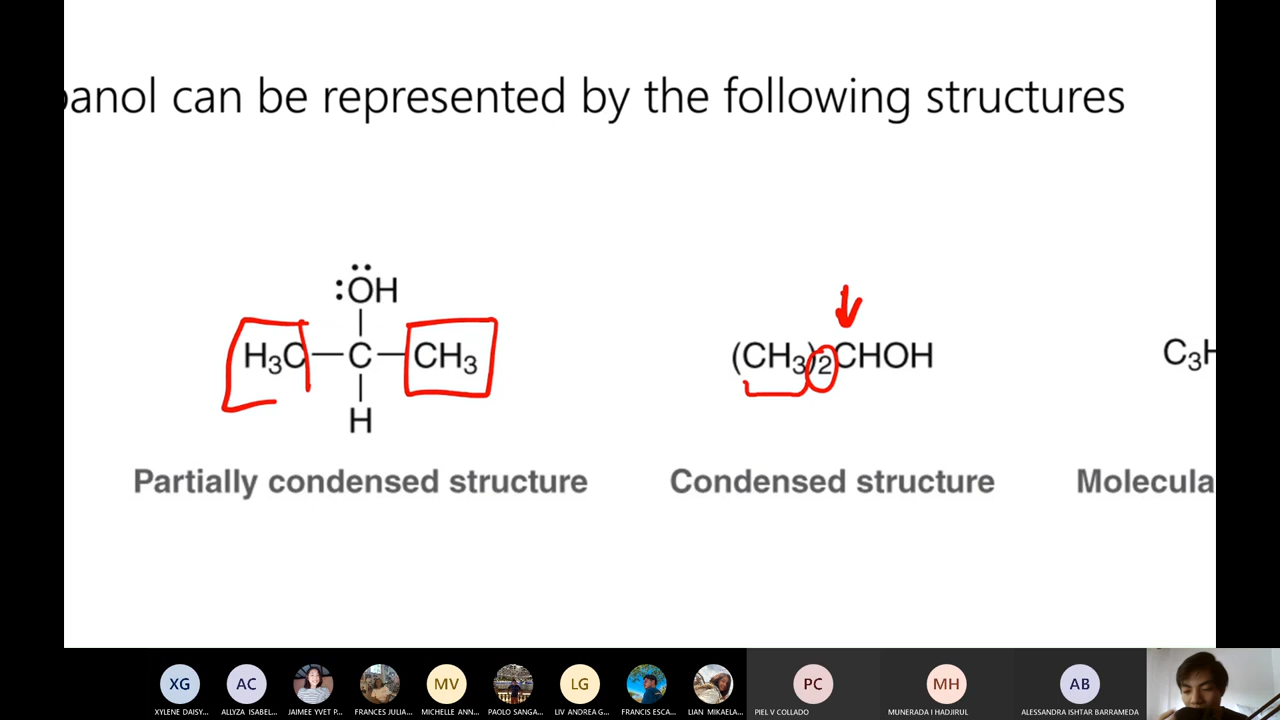 panol can be represented by the following structures
:ÖH
H₃C—C—CH₃
H
(CH₃)₂CHOH
C₃H
Partially condensed structure
Condensed structure
Molecula
XG
AC
MV
LG
PC
MH
AB
XYLENE DAISY...
ALLYZA ISABEL...
JAIMEE YVET P...
FRANCES JULIA...
MICHELLE ANN...
PAOLO SANGA...
LIV ANDREA G...
FRANCIS ESCA...
LIAN MIKAELA...
PIEL V COLLADO
MUNERADA I HADJIRUL
ALESSANDRA ISHTAR BARRAMEDA